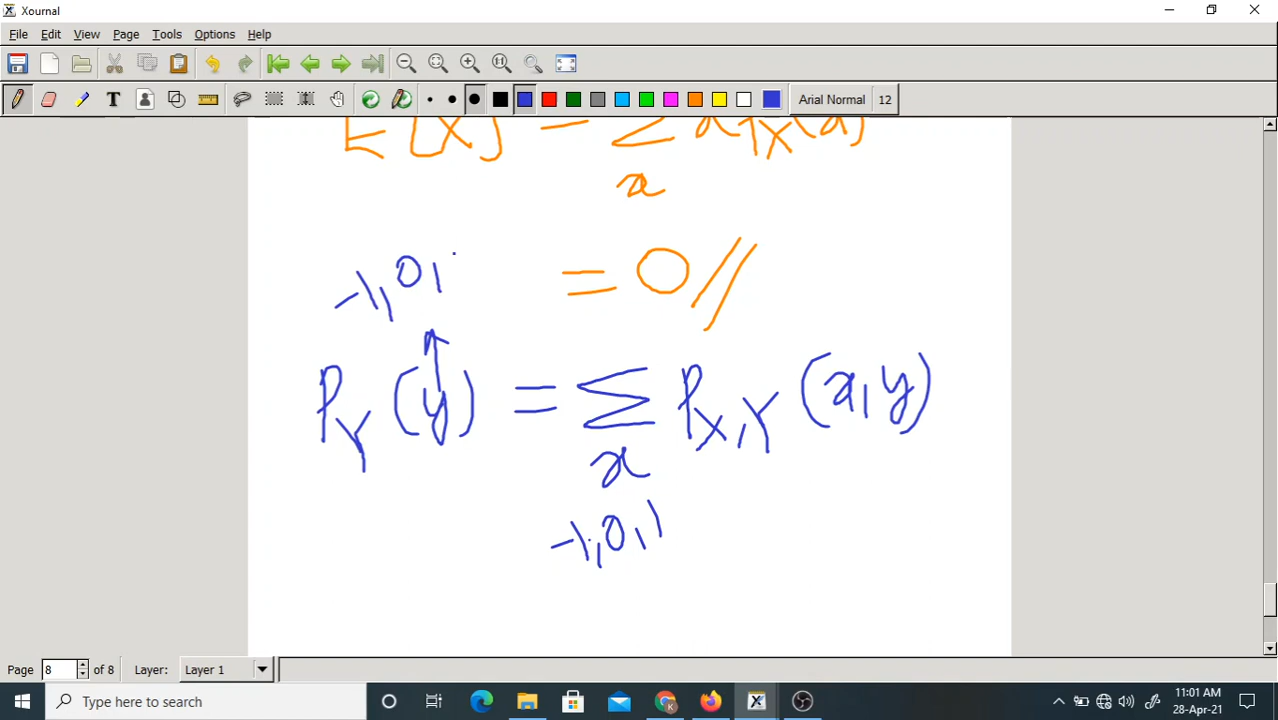 Xournal
File Edit View Page Tools Options Help
Arial Normal 12
E[X] = Σ x p_X(x)
x
= 0 //
-1, 0,
P_Y (y) = Σ P_X,Y (x, y)
x
-1, 0, 1
Page 8 of 8 Layer: Layer 1
Type here to search
11:01 AM
28-Apr-21